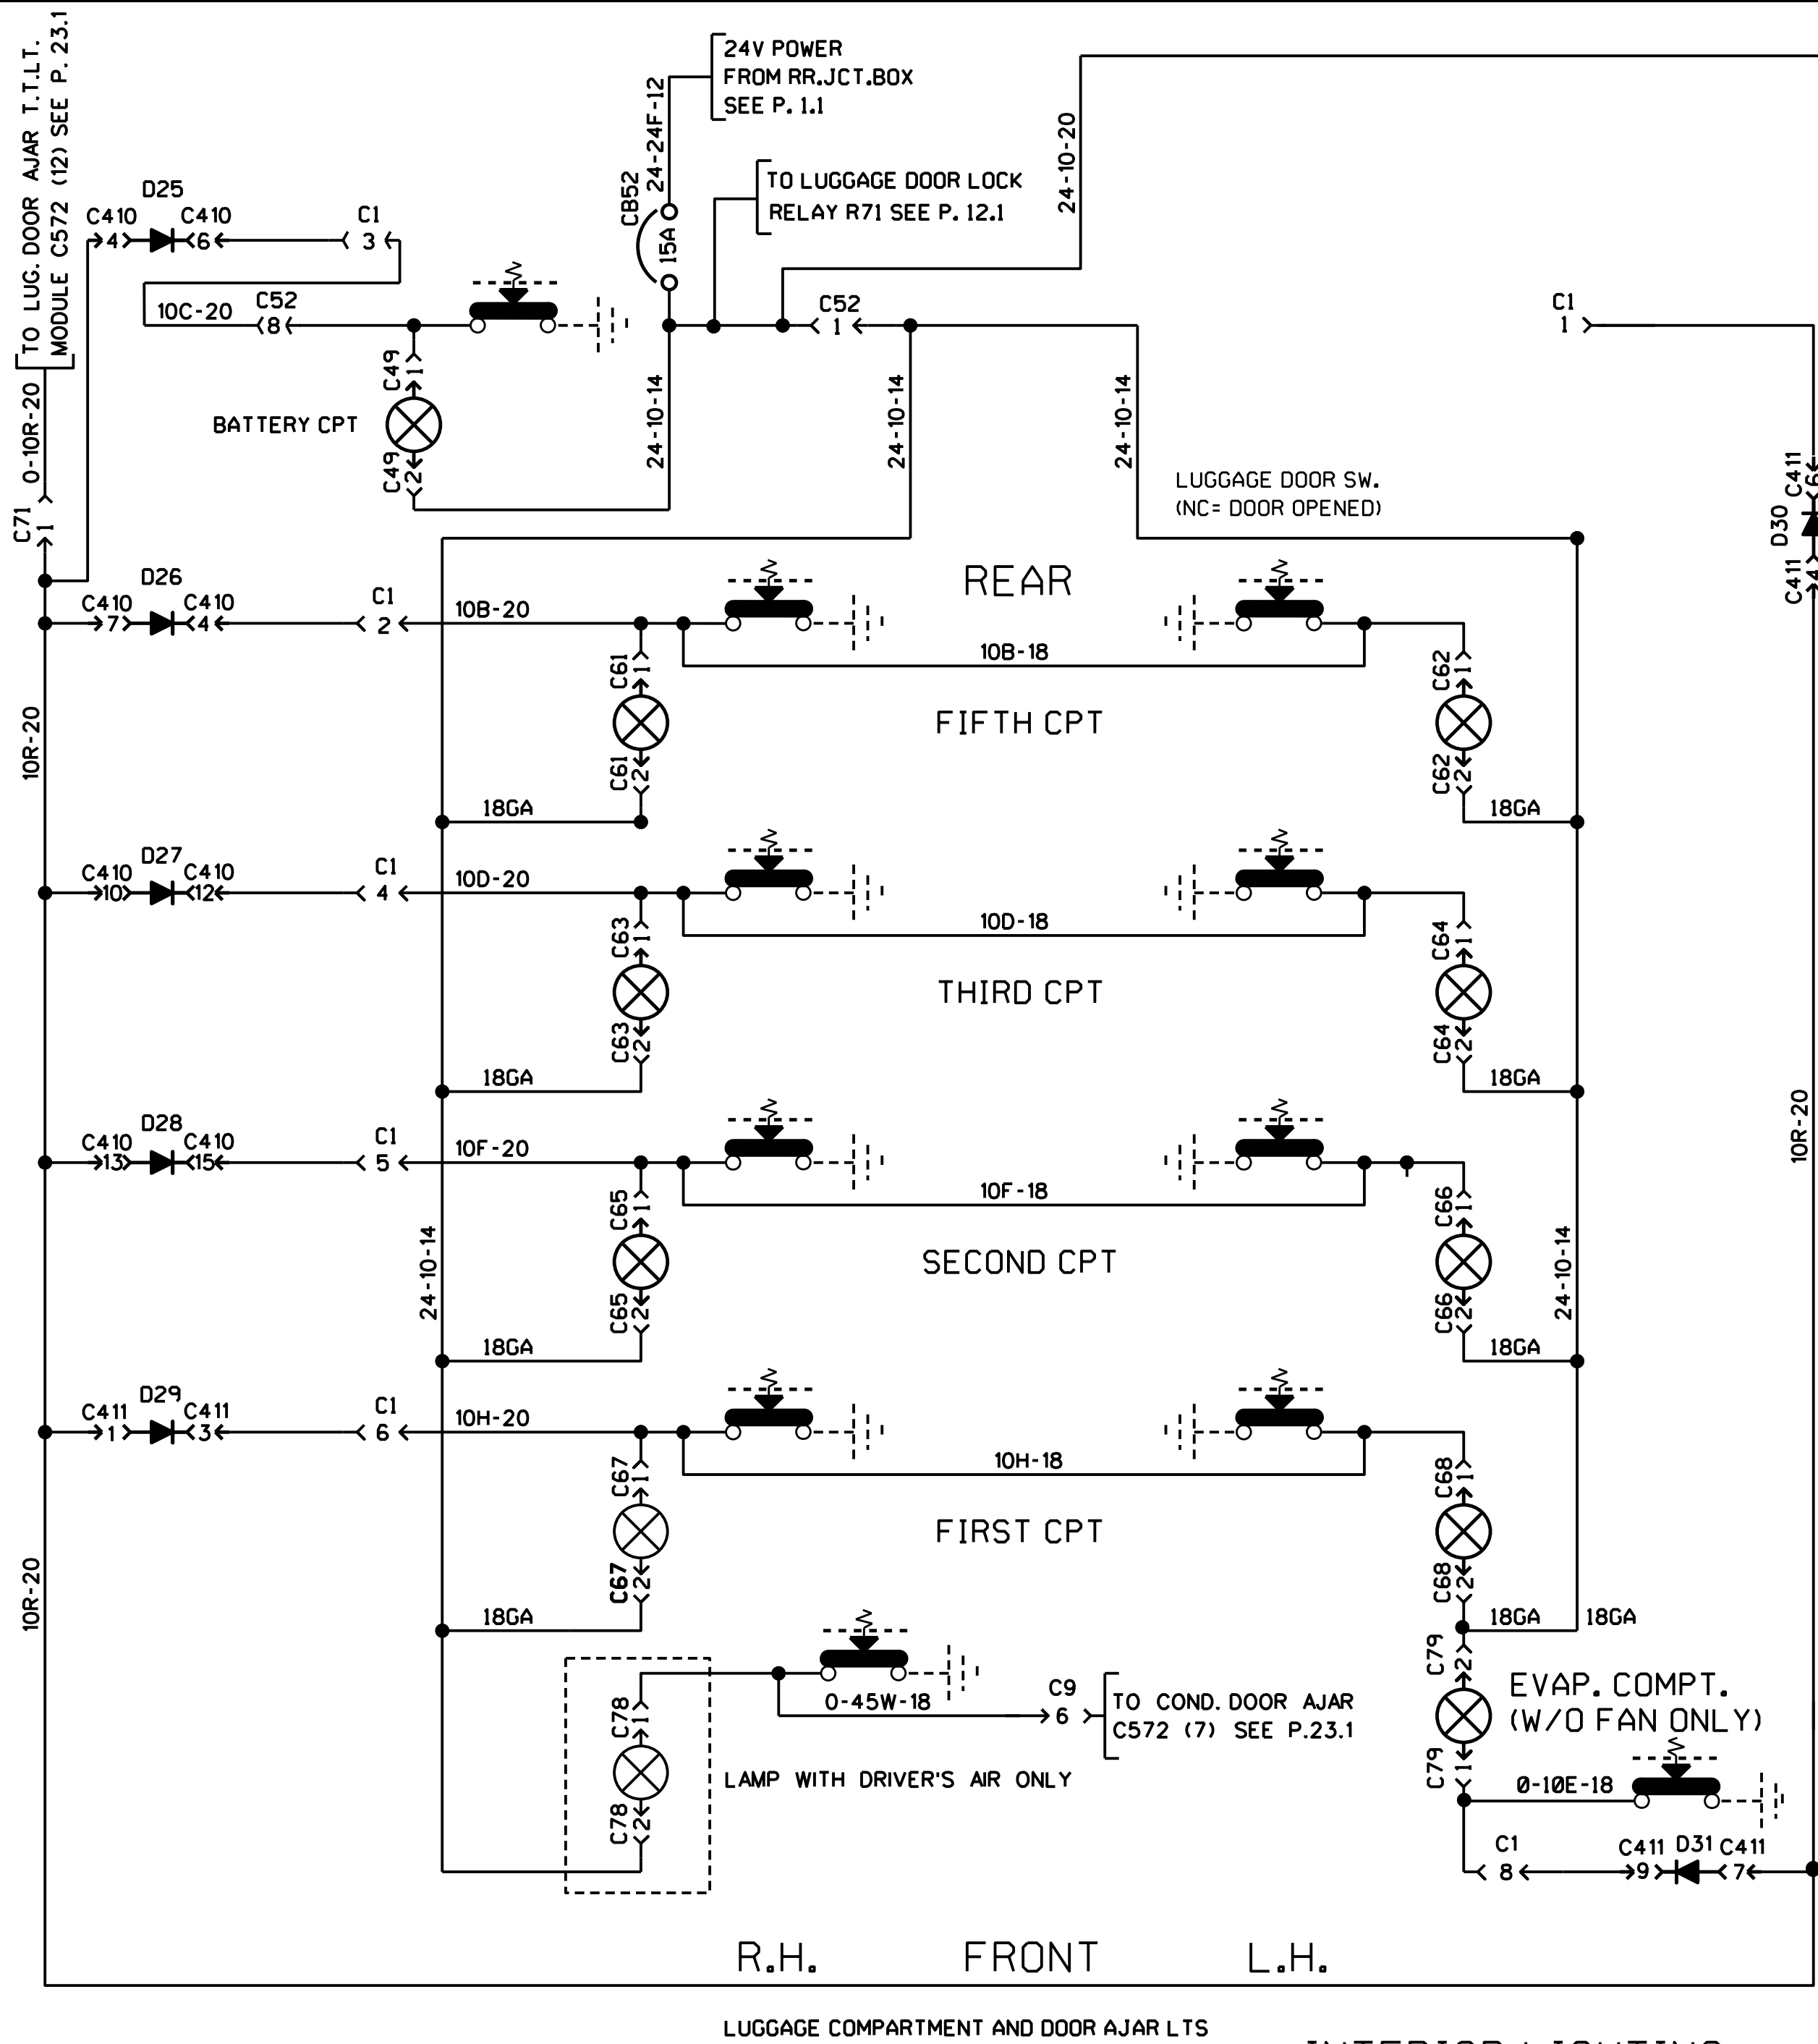 TO LUG. DOOR AJAR T.T.LT.
MODULE C572 (12) SEE P. 23.1
24V POWER
FROM RR.JCT.BOX
SEE P. 1.1
24-24F-12
CB52
15A
TO LUGGAGE DOOR LOCK
RELAY R71 SEE P. 12.1
24-10-20
D25
C410 C410 C1
4 6 3
10C-20 C52
8
C52
1
C1
1
C49
1
BATTERY CPT
C49
2
24-10-14
24-10-14
24-10-14
0-10R-20
C71
1
LUGGAGE DOOR SW.
(NC= DOOR OPENED)
C411
6
D30
C411
4
REAR
D26
C410 C410 C1
7 4 2
10B-20
10B-18
C61
1
C62
1
FIFTH CPT
C61
2
C62
2
10R-20
18GA
18GA
D27
C410 C410 C1
10 12 4
10D-20
10D-18
C63
1
C64
1
THIRD CPT
C63
2
C64
2
18GA
18GA
10R-20
D28
C410 C410 C1
13 15 5
10F-20
10F-18
C65
1
C66
1
SECOND CPT
24-10-14
24-10-14
C65
2
C66
2
18GA
18GA
D29
C411 C411 C1
1 3 6
10H-20
10H-18
C67
1
C68
1
FIRST CPT
C67
2
C68
2
10R-20
18GA
18GA 18GA
C79
2
EVAP. COMPT.
(W/O FAN ONLY)
0-45W-18
C9
6
TO COND. DOOR AJAR
C572 (7) SEE P.23.1
C78
1
LAMP WITH DRIVER'S AIR ONLY
C78
2
C79
1
0-10E-18
C1 C411 D31 C411
8 9 7
R.H. FRONT L.H.
LUGGAGE COMPARTMENT AND DOOR AJAR LTS